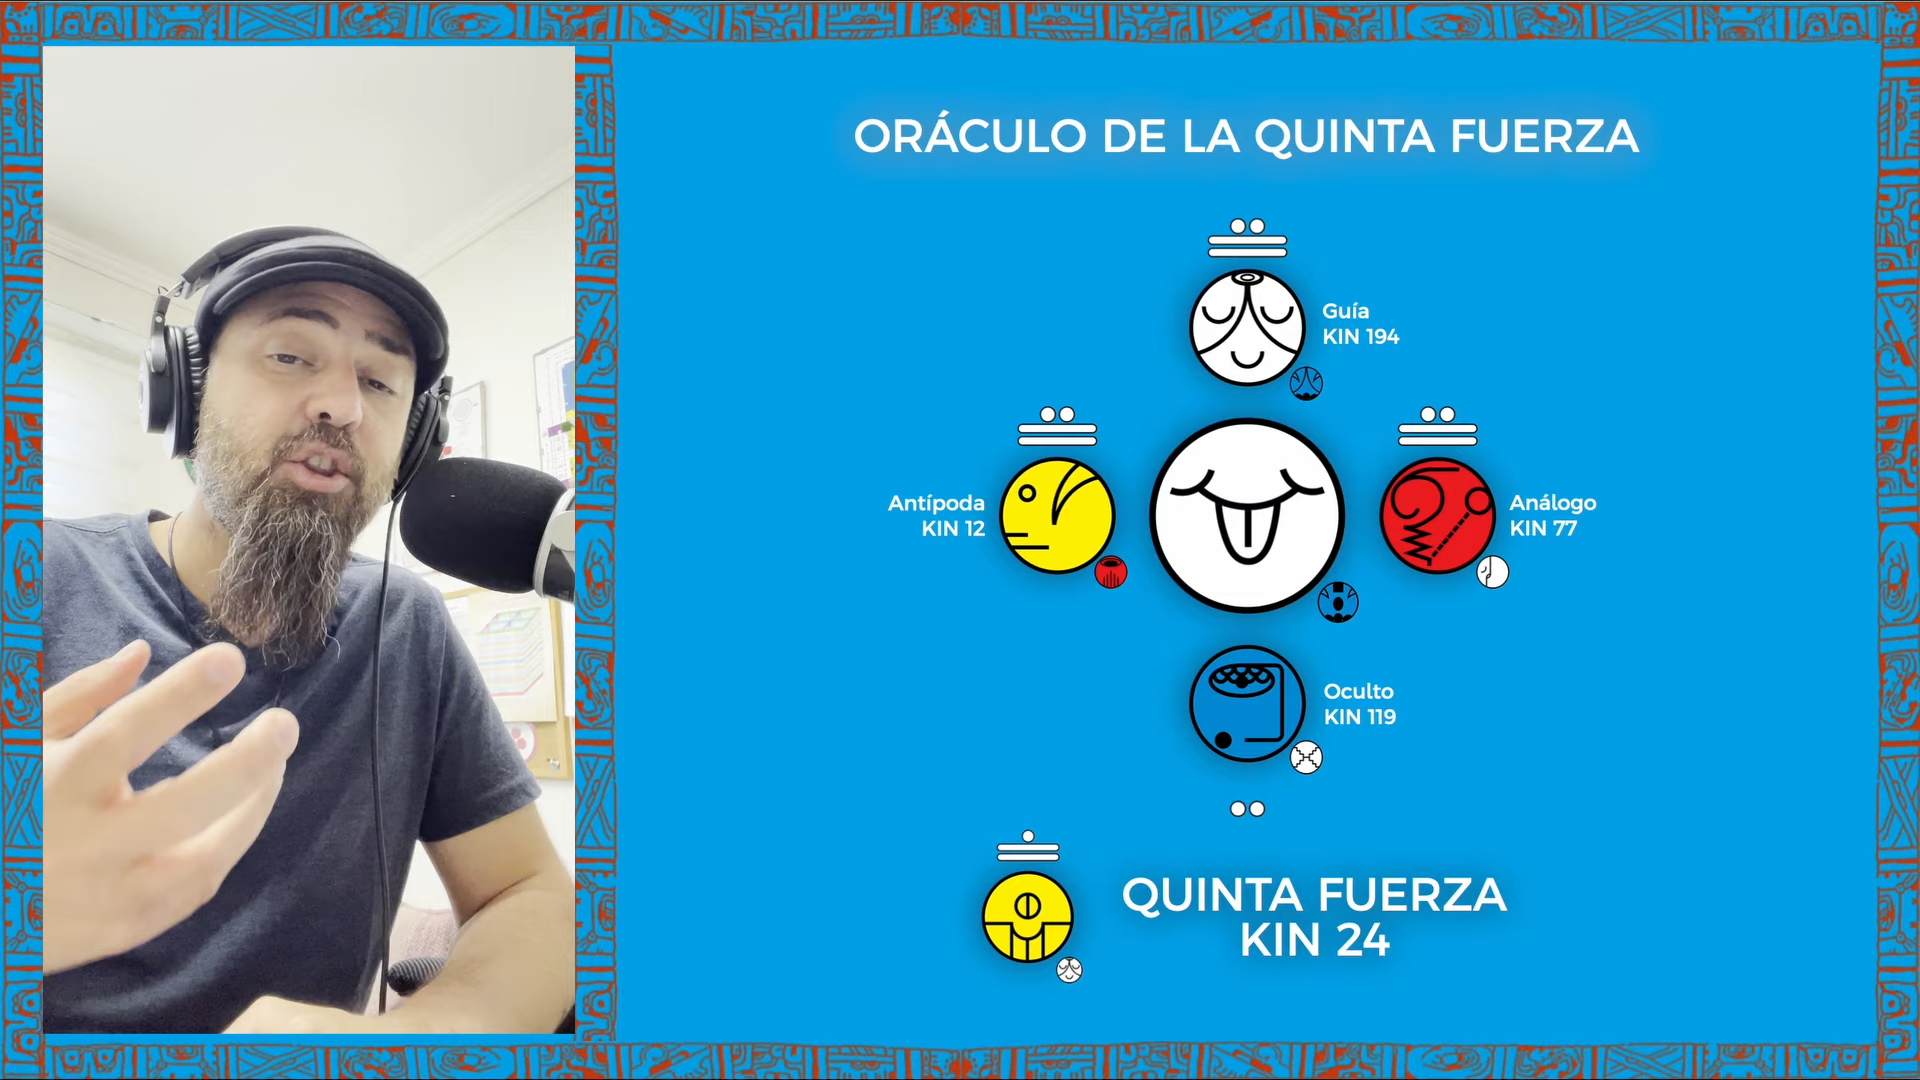 ORÁCULO DE LA QUINTA FUERZA
Guía
KIN 194
Antípoda
KIN 12
Análogo
KIN 77
Oculto
KIN 119
QUINTA FUERZA
KIN 24